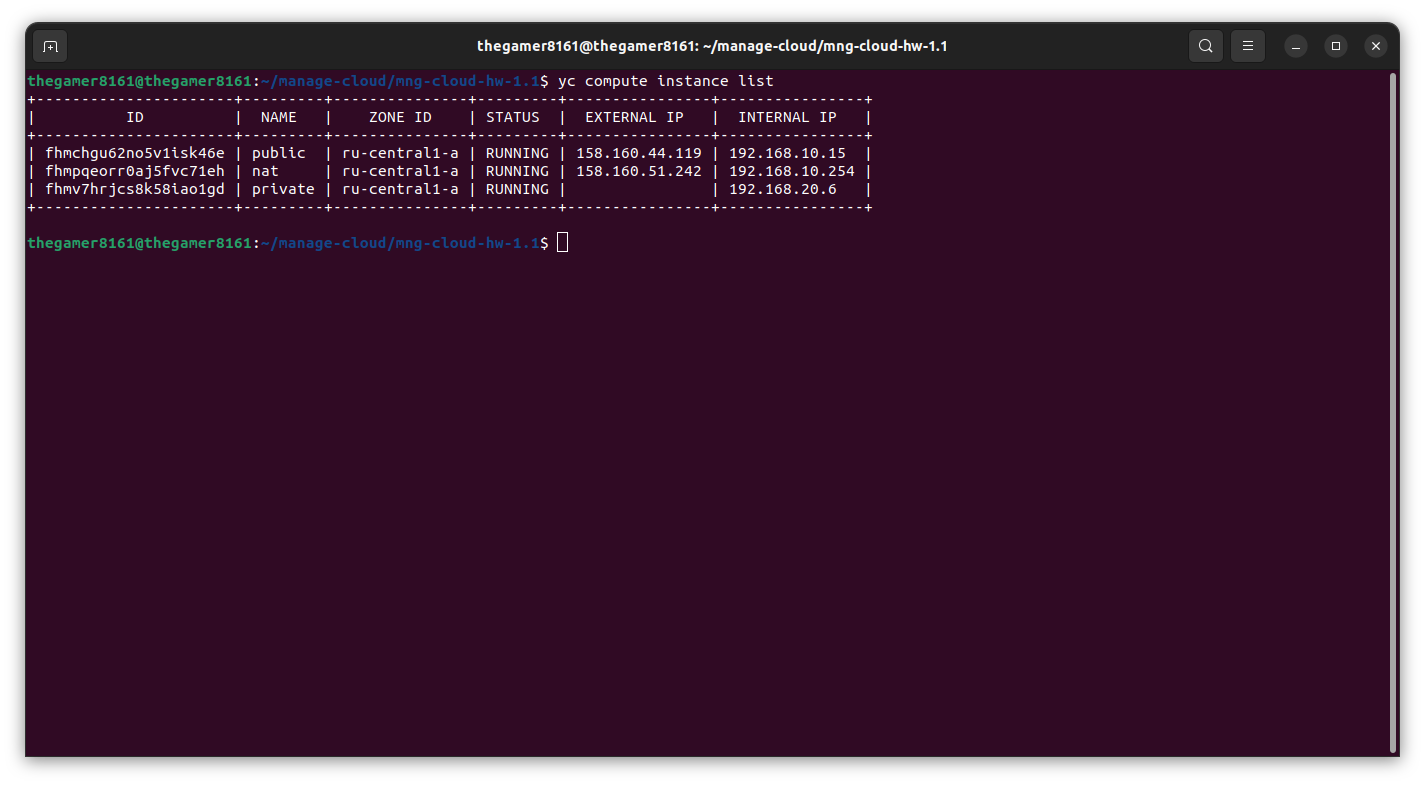 thegamer8161@thegamer8161: ~/manage-cloud/mng-cloud-hw-1.1
thegamer8161@thegamer8161:~/manage-cloud/mng-cloud-hw-1.1$ yc compute instance list
+----------------------+---------+---------------+---------+----------------+----------------+
|          ID          |  NAME   |    ZONE ID    | STATUS  |  EXTERNAL IP   |  INTERNAL IP   |
+----------------------+---------+---------------+---------+----------------+----------------+
| fhmchgu62no5v1isk46e | public  | ru-central1-a | RUNNING | 158.160.44.119 | 192.168.10.15  |
| fhmpqeorr0aj5fvc71eh | nat     | ru-central1-a | RUNNING | 158.160.51.242 | 192.168.10.254 |
| fhmv7hrjcs8k58iao1gd | private | ru-central1-a | RUNNING |                | 192.168.20.6   |
+----------------------+---------+---------------+---------+----------------+----------------+
thegamer8161@thegamer8161:~/manage-cloud/mng-cloud-hw-1.1$